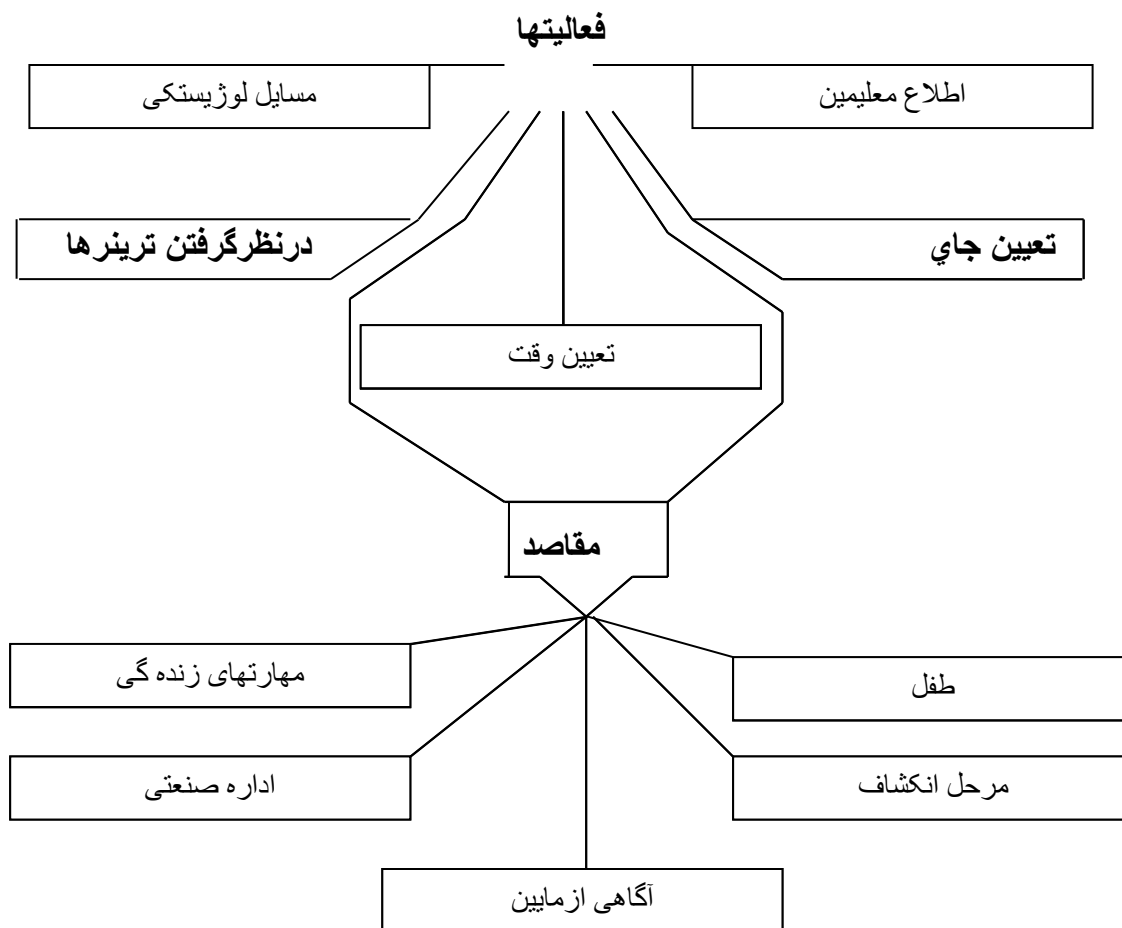 فعالیتها
اطلاع معلیمین
مسایل لوژیستکی
تعیین جاي
درنظرگرفتن ترینرها
تعیین وقت
مقاصد
طفل
مهارتهای زنده گی
مرحل انکشاف
اداره صنعتی
آگاهی ازمایین